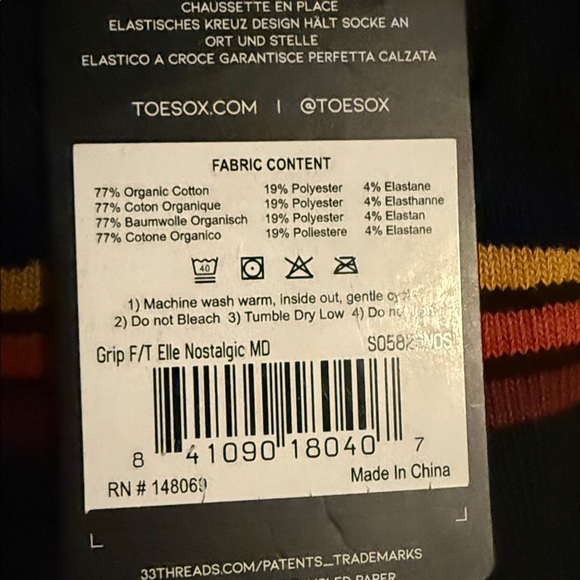 CHAUSSETTE EN PLACE
ELASTISCHES KREUZ DESIGN HÄLT SOCKE AN
ORT UND STELLE
ELASTICO A CROCE GARANTISCE PERFETTA CALZATA
TOESOX.COM | @TOESOX
FABRIC CONTENT
77% Organic Cotton 19% Polyester 4% Elastane
77% Coton Organique 19% Polyester 4% Elasthanne
77% Baumwolle Organisch 19% Polyester 4% Elastan
77% Cotone Organico 19% Poliestere 4% Elastane
40
1) Machine wash warm, inside out, gentle
2) Do not Bleach 3) Tumble Dry Low 4) Do
Grip F/T Elle Nostalgic MD
8 41090 18040 7
RN # 148069 Made In China
33THREADS.COM/PATENTS_TRADEMARKS
PAPER